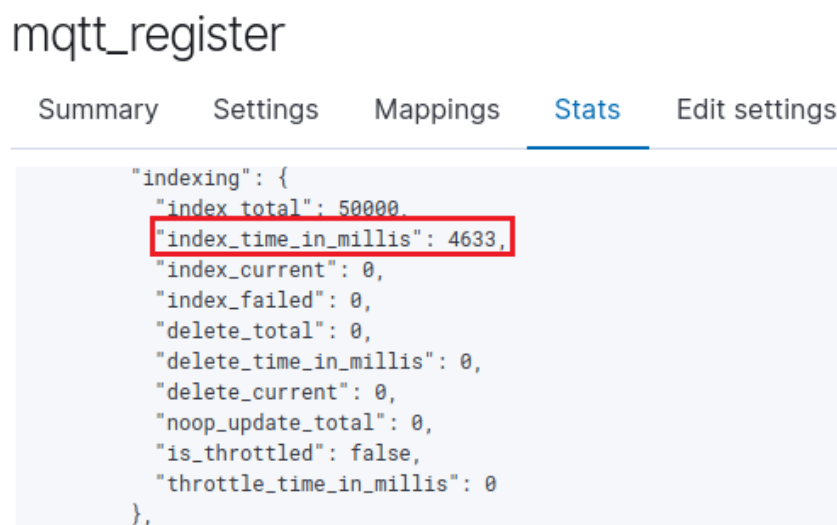 mqtt_register
Summary Settings Mappings Stats Edit settings
"indexing": {
"index_total": 50000,
"index_time_in_millis": 4633,
"index_current": 0,
"index_failed": 0,
"delete_total": 0,
"delete_time_in_millis": 0,
"delete_current": 0,
"noop_update_total": 0,
"is_throttled": false,
"throttle_time_in_millis": 0
},